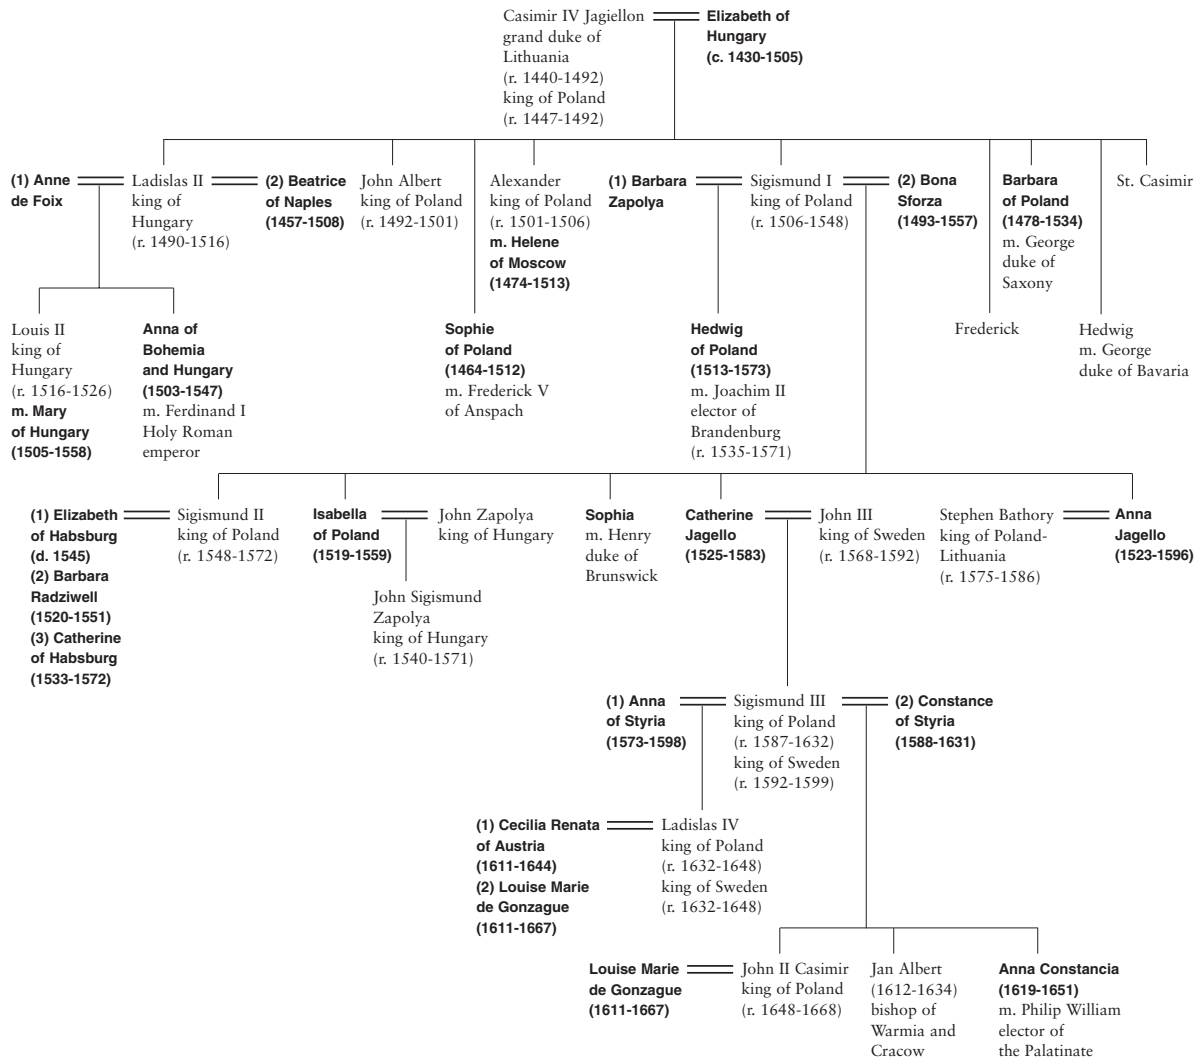 Casimir IV Jagiellon
grand duke of
Lithuania
(r. 1440-1492)
king of Poland
(r. 1447-1492)
Elizabeth of
Hungary
(c. 1430-1505)
(1) Anne
de Foix
Ladislas II
king of
Hungary
(r. 1490-1516)
(2) Beatrice
of Naples
(1457-1508)
John Albert
king of Poland
(r. 1492-1501)
Alexander
king of Poland
(r. 1501-1506)
m. Helene
of Moscow
(1474-1513)
(1) Barbara
Zapolya
Sigismund I
king of Poland
(r. 1506-1548)
(2) Bona
Sforza
(1493-1557)
Barbara
of Poland
(1478-1534)
m. George
duke of
Saxony
St. Casimir
Louis II
king of
Hungary
(r. 1516-1526)
m. Mary
of Hungary
(1505-1558)
Anna of
Bohemia
and Hungary
(1503-1547)
m. Ferdinand I
Holy Roman
emperor
Sophie
of Poland
(1464-1512)
m. Frederick V
of Anspach
Hedwig
of Poland
(1513-1573)
m. Joachim II
elector of
Brandenburg
(r. 1535-1571)
Frederick
Hedwig
m. George
duke of Bavaria
(1) Elizabeth
of Habsburg
(d. 1545)
(2) Barbara
Radziwell
(1520-1551)
(3) Catherine
of Habsburg
(1533-1572)
Sigismund II
king of Poland
(r. 1548-1572)
Isabella
of Poland
(1519-1559)
John Zapolya
king of Hungary
John Sigismund
Zapolya
king of Hungary
(r. 1540-1571)
Sophia
m. Henry
duke of
Brunswick
Catherine
Jagello
(1525-1583)
John III
king of Sweden
(r. 1568-1592)
Stephen Bathory
king of Poland-
Lithuania
(r. 1575-1586)
Anna
Jagello
(1523-1596)
(1) Anna
of Styria
(1573-1598)
Sigismund III
king of Poland
(r. 1587-1632)
king of Sweden
(r. 1592-1599)
(2) Constance
of Styria
(1588-1631)
(1) Cecilia Renata
of Austria
(1611-1644)
(2) Louise Marie
de Gonzague
(1611-1667)
Ladislas IV
king of Poland
(r. 1632-1648)
king of Sweden
(r. 1632-1648)
Louise Marie
de Gonzague
(1611-1667)
John II Casimir
king of Poland
(r. 1648-1668)
Jan Albert
(1612-1634)
bishop of
Warmia and
Cracow
Anna Constancia
(1619-1651)
m. Philip William
elector of
the Palatinate